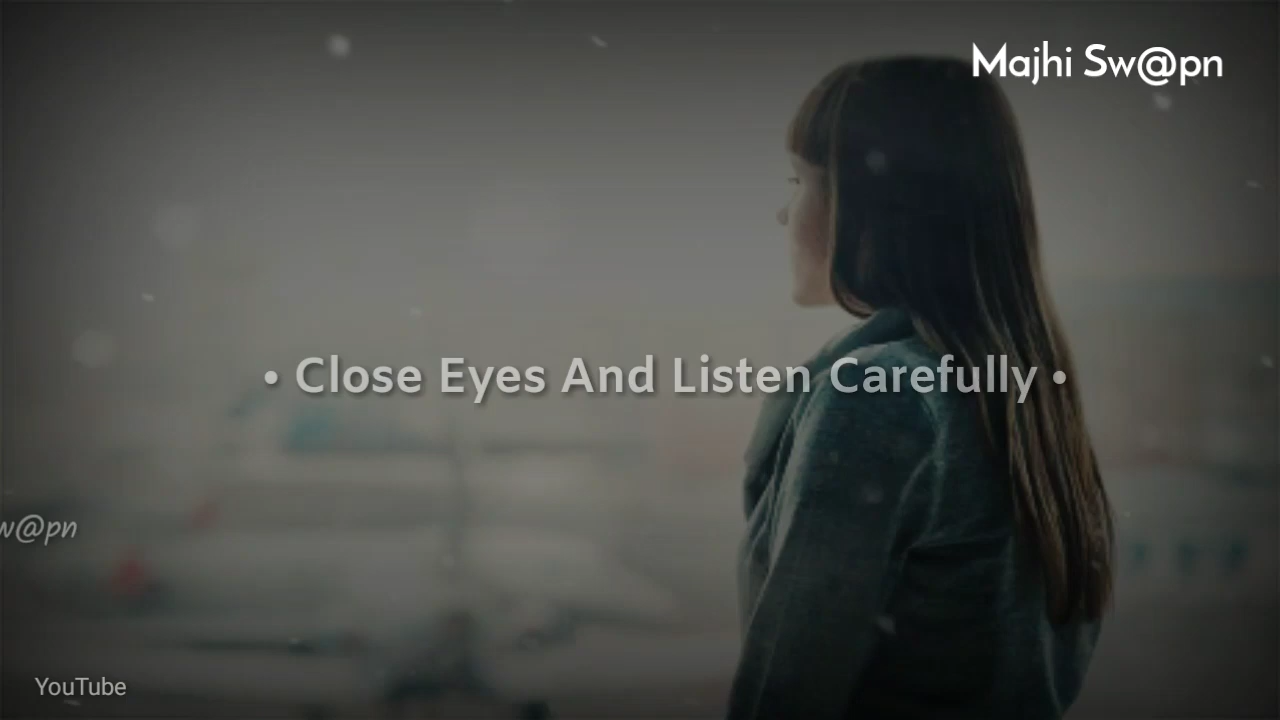 Majhi Sw@pn
• Close Eyes And Listen Carefully •
w@pn
YouTube